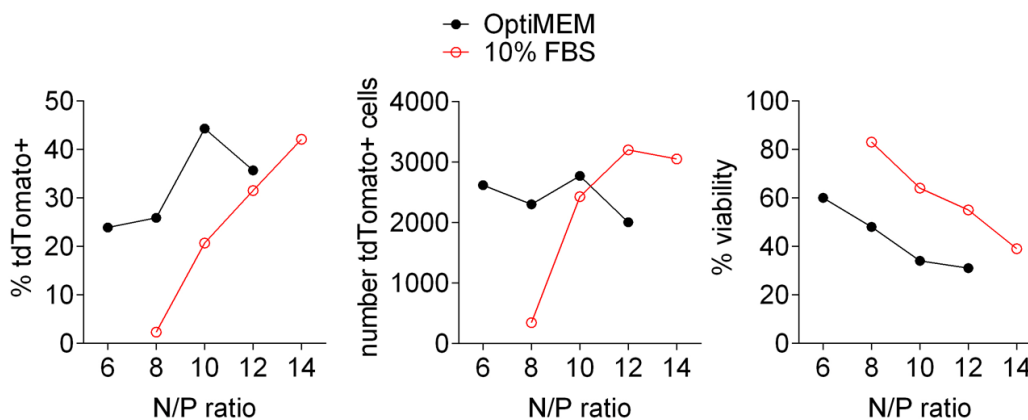 OptiMEM
10% FBS
% tdTomato+
50
40
30
20
10
0
6 8 10 12 14
N/P ratio
number tdTomato+ cells
4000
3000
2000
1000
0
6 8 10 12 14
N/P ratio
% viability
100
80
60
40
20
0
6 8 10 12 14
N/P ratio